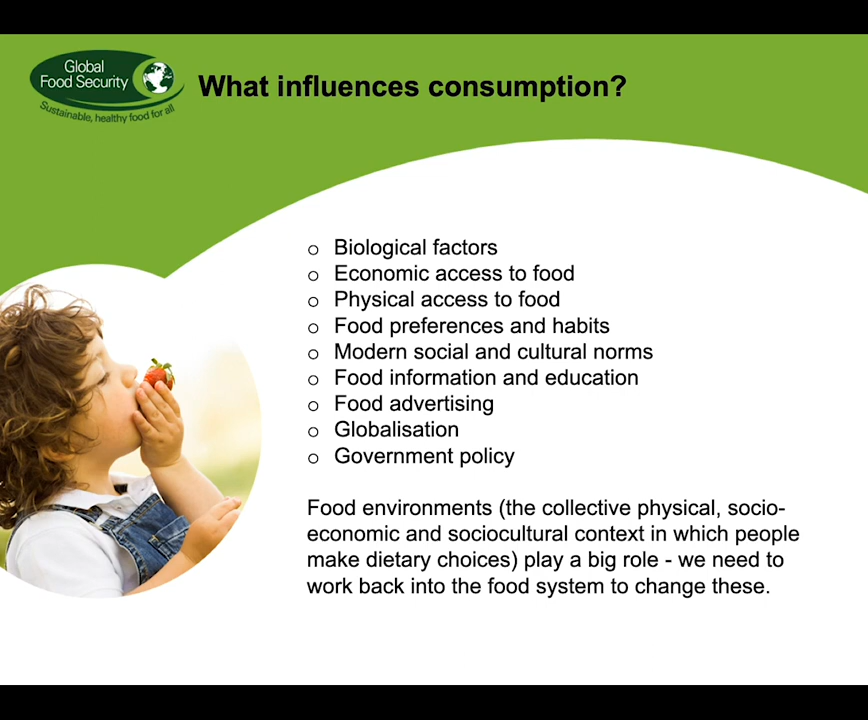 Global
Food Security
Sustainable, healthy food for all
What influences consumption?
o Biological factors
o Economic access to food
o Physical access to food
o Food preferences and habits
o Modern social and cultural norms
o Food information and education
o Food advertising
o Globalisation
o Government policy
Food environments (the collective physical, socio-
economic and sociocultural context in which people
make dietary choices) play a big role - we need to
work back into the food system to change these.